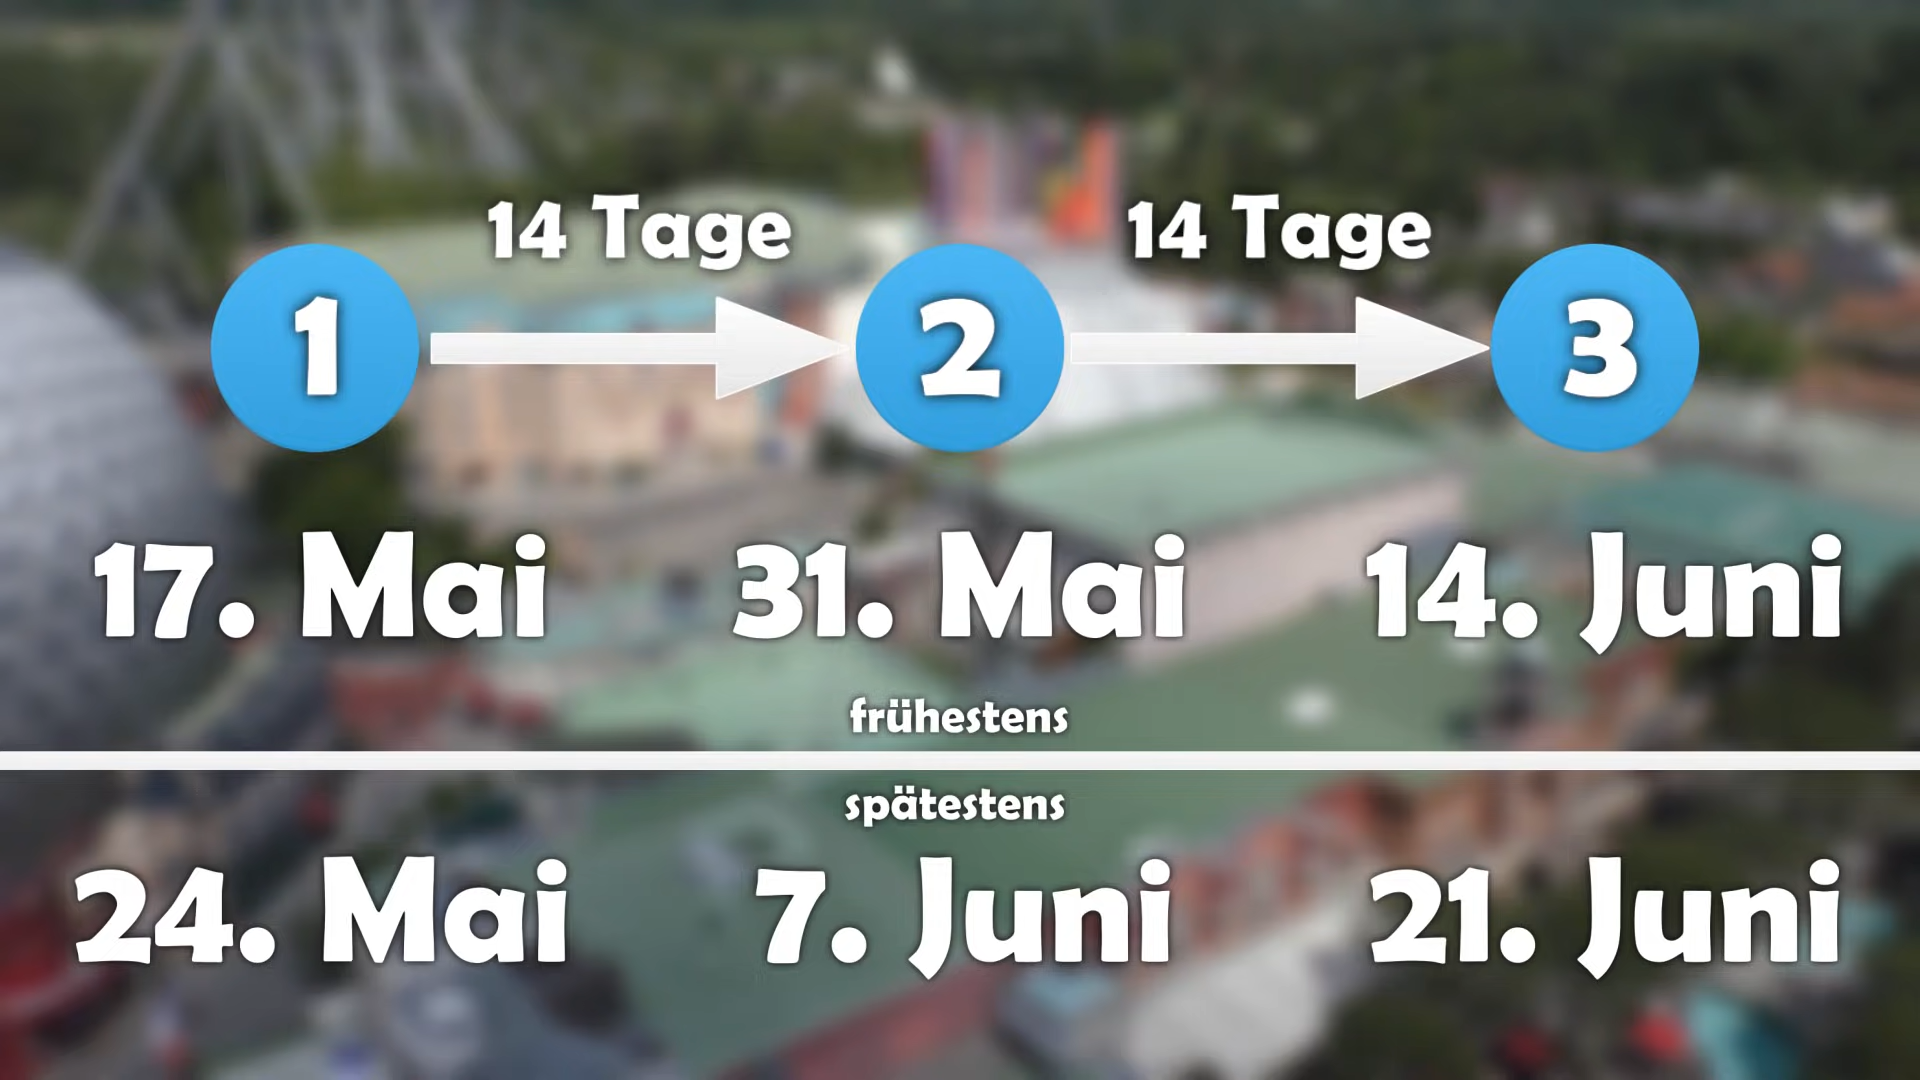 14 Tage
14 Tage
1
2
3
17. Mai
31. Mai
14. Juni
frühestens
spätestens
24. Mai
7. Juni
21. Juni